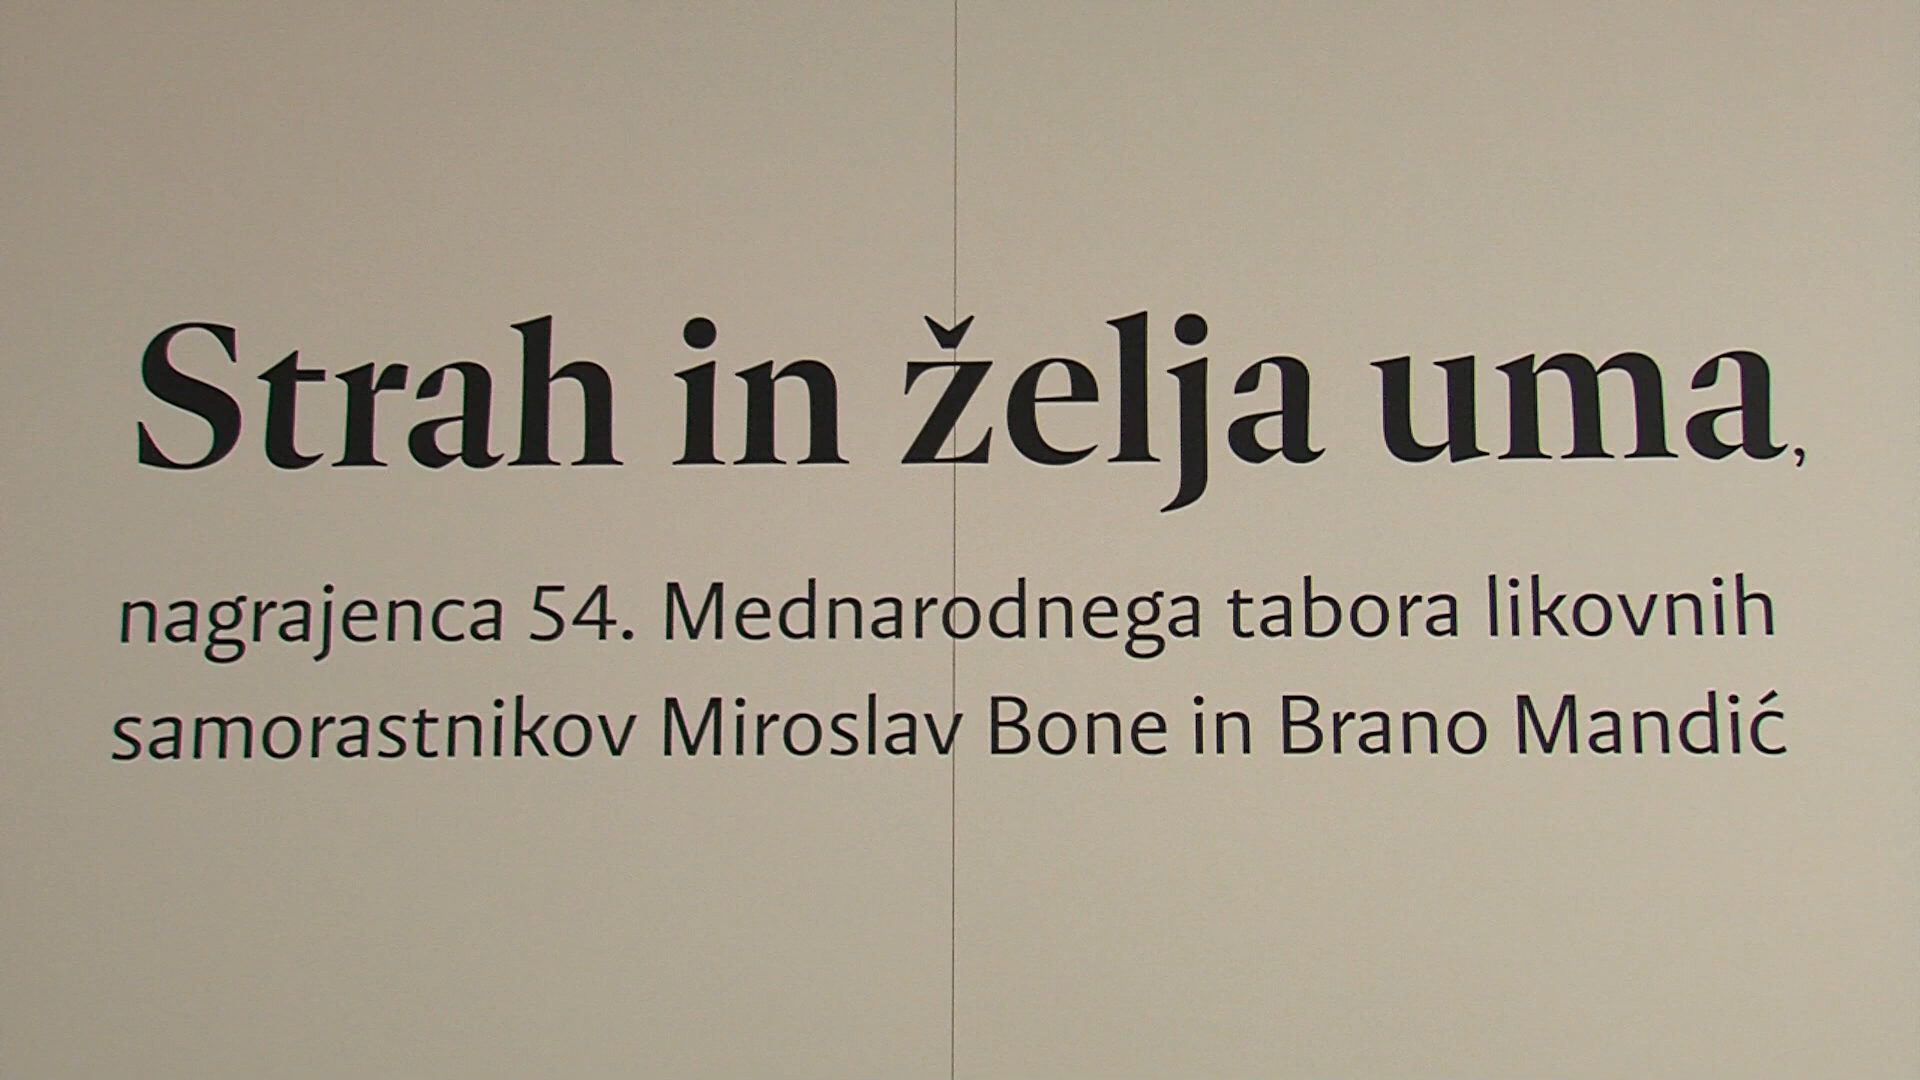 Strah in želja uma,
nagrajenca 54. Mednarodnega tabora likovnih
samorastnikov Miroslav Bone in Brano Mandić